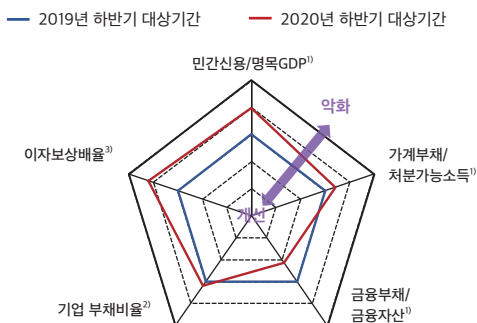 2019년 하반기 대상기간 2020년 하반기 대상기간
민간신용/명목GDP¹⁾
악화
이자보상배율³⁾
가계부채/
처분가능소득¹⁾
개선
기업 부채비율²⁾
금융부채/
금융자산¹⁾